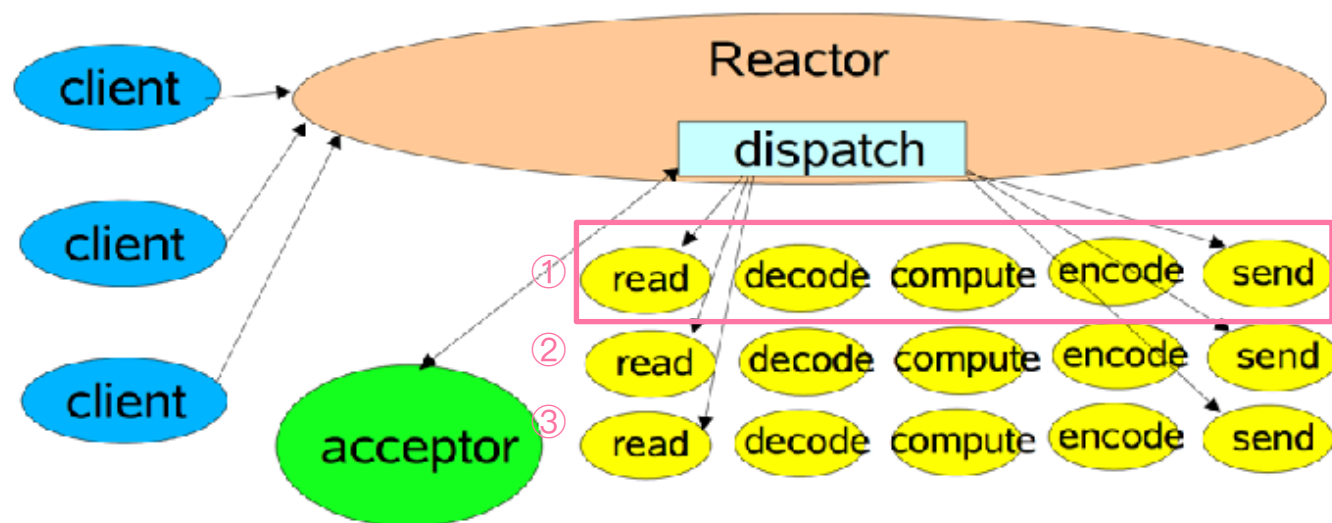 Reactor
client
dispatch
client
① read decode compute encode send
② read decode compute encode send
client
③ read decode compute encode send
acceptor